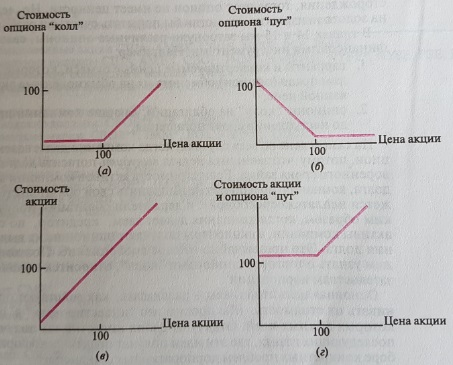 Стоимость
опциона “колл”
100
100
Цена акции
(а)
Стоимость
опциона “пут”
100
100
Цена акции
(б)
Стоимость
акции
100
100
Цена акции
(в)
Стоимость акции
и опциона “пут”
100
100
Цена акции
(г)